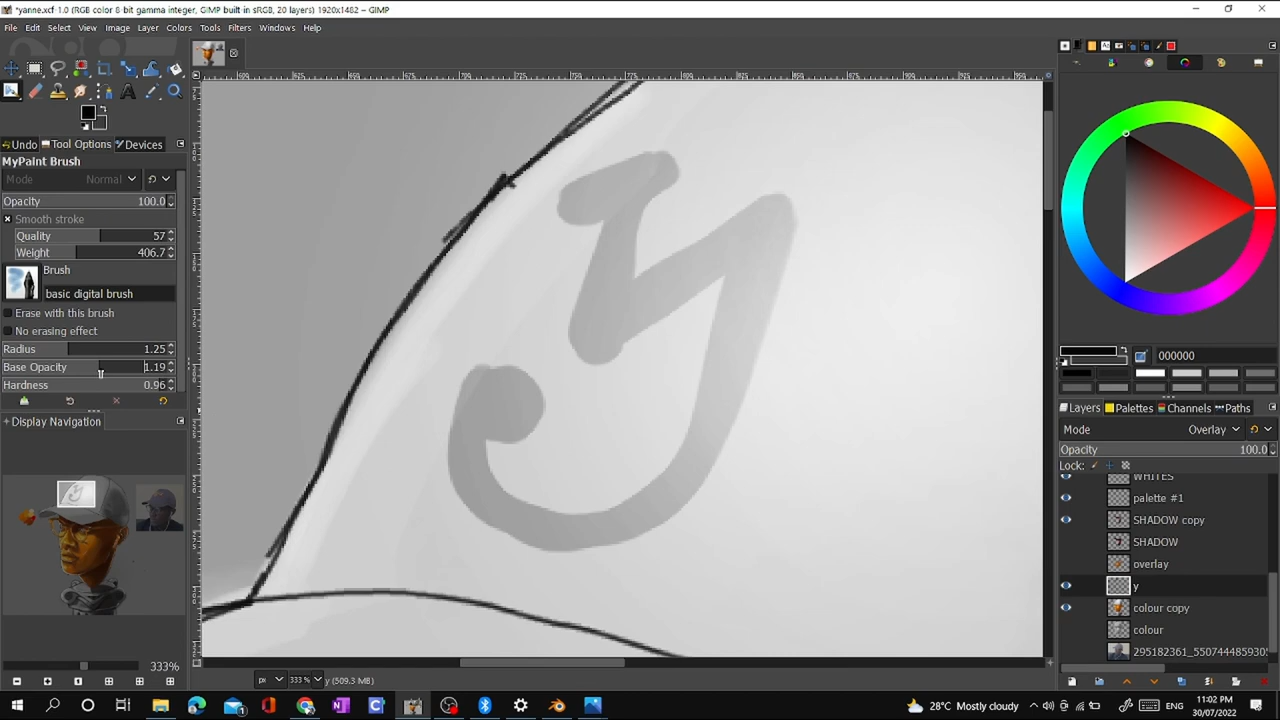 *yanne.xcf-1.0 (RGB color 8-bit gamma integer, GIMP built in sRGB, 20 layers) 1920x1482 – GIMP
File Edit Select View Image Layer Colors Tools Filters Windows Help
Undo Tool Options Devices
MyPaint Brush
Mode Normal
Opacity 100.0
Smooth stroke
Quality 57
Weight 406.7
Brush
basic digital brush
Erase with this brush
No erasing effect
Radius 1.25
Base Opacity 1.19
Hardness 0.96
Display Navigation
333%
y
px 333 % y (509.3 MB)
000000
Layers Palettes Channels Paths
Mode Overlay
Opacity 100.0
Lock:
WHITES
palette #1
SHADOW copy
SHADOW
overlay
y
colour copy
colour
28°C Mostly cloudy
11:02 PM
30/07/2022